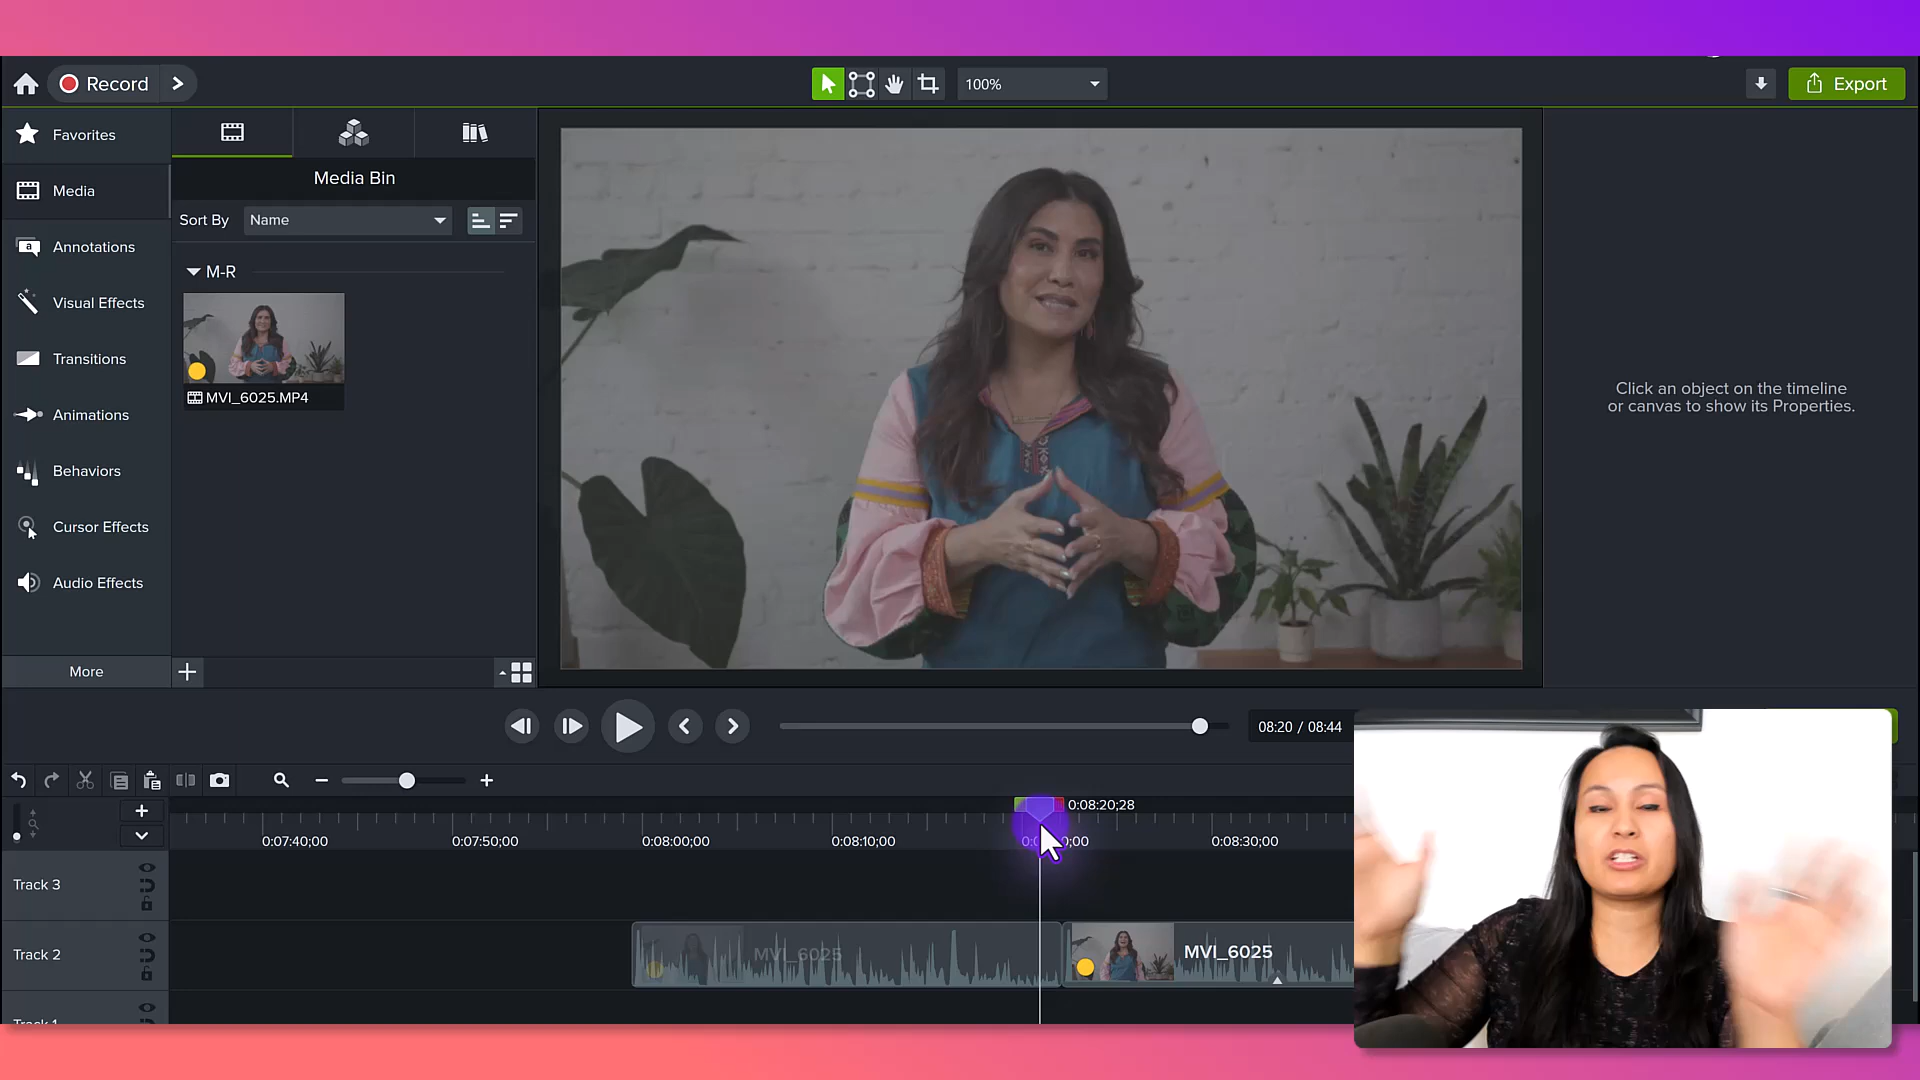 Record
100%
Export
Favorites
Media
Annotations
Visual Effects
Transitions
Animations
Behaviors
Cursor Effects
Audio Effects
More
Media Bin
Sort By
Name
M-R
MVI_6025.MP4
Click an object on the timeline
or canvas to show its Properties.
08:20 / 08:44
0:08:20;28
0:07:40;00
0:07:50;00
0:08:00;00
0:08:10;00
0:08:30;00
Track 3
Track 2
MVI_6025
MVI_6025